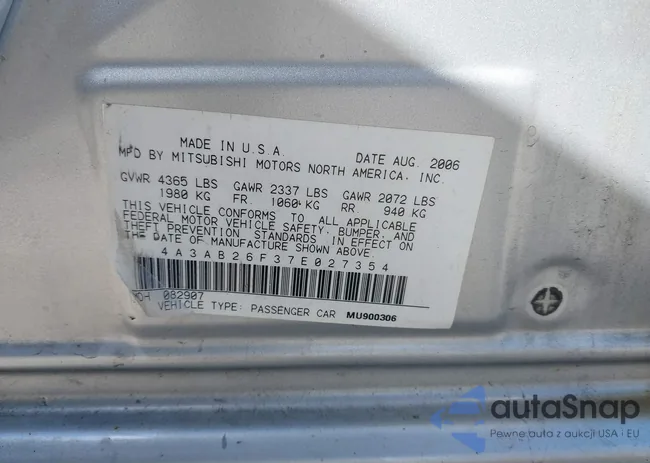 MADE IN U.S.A. DATE AUG. 2006
MFD BY MITSUBISHI MOTORS NORTH AMERICA, INC.
GVWR 4365 LBS GAWR 2337 LBS GAWR 2072 LBS
1980 KG FR. 1060 KG RR. 940 KG
THIS VEHICLE CONFORMS TO ALL APPLICABLE
FEDERAL MOTOR VEHICLE SAFETY, BUMPER, AND
THEFT PREVENTION STANDARDS IN EFFECT ON
THE DATE OF MANUFACTURE SHOWN ABOVE.
4A3AB26F37E027354
082907
VEHICLE TYPE: PASSENGER CAR MU900306
autoSnap
Pewne auta z aukcji USA i EU